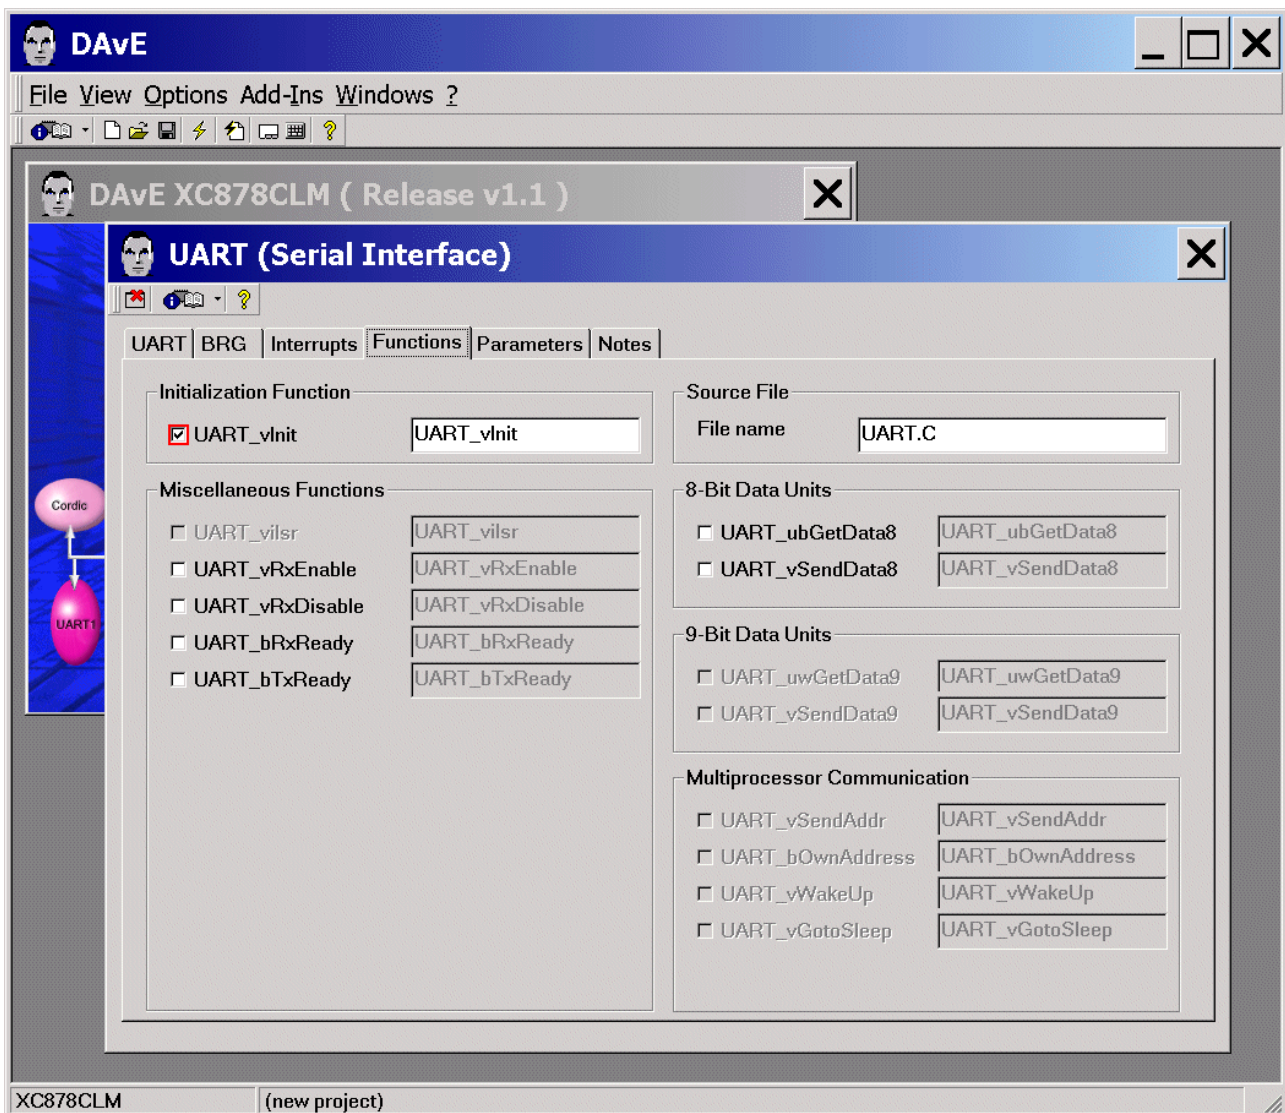 DAvE
File View Options Add-Ins Windows ?
DAvE XC878CLM ( Release v1.1 )
UART (Serial Interface)
UART BRG Interrupts Functions Parameters Notes
Initialization Function
UART_vInit UART_vInit
Source File
File name UART.C
Miscellaneous Functions
UART_viIsr UART_viIsr
UART_vRxEnable UART_vRxEnable
UART_vRxDisable UART_vRxDisable
UART_bRxReady UART_bRxReady
UART_bTxReady UART_bTxReady
8-Bit Data Units
UART_ubGetData8 UART_ubGetData8
UART_vSendData8 UART_vSendData8
9-Bit Data Units
UART_uwGetData9 UART_uwGetData9
UART_vSendData9 UART_vSendData9
Multiprocessor Communication
UART_vSendAddr UART_vSendAddr
UART_bOwnAddress UART_bOwnAddress
UART_vWakeUp UART_vWakeUp
UART_vGotoSleep UART_vGotoSleep
Cordic
UART1
XC878CLM (new project)